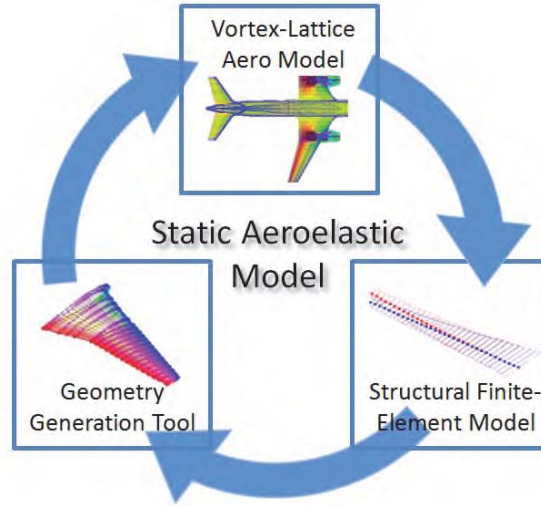 Vortex-Lattice
Aero Model
Static Aeroelastic
Model
Geometry
Generation Tool
Structural Finite-
Element Model